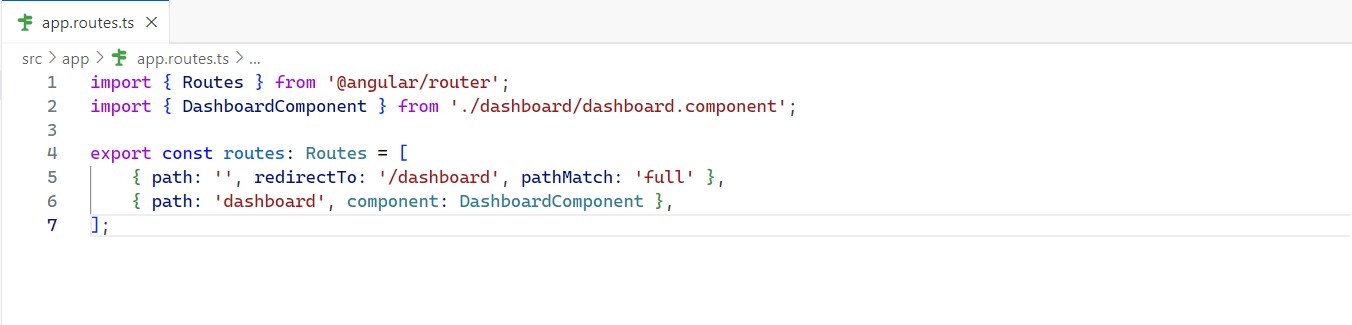 app.routes.ts ×
src > app > app.routes.ts > ...
1 import { Routes } from '@angular/router';
2 import { DashboardComponent } from './dashboard/dashboard.component';
3
4 export const routes: Routes = [
5     { path: '', redirectTo: '/dashboard', pathMatch: 'full' },
6     { path: 'dashboard', component: DashboardComponent },
7 ];